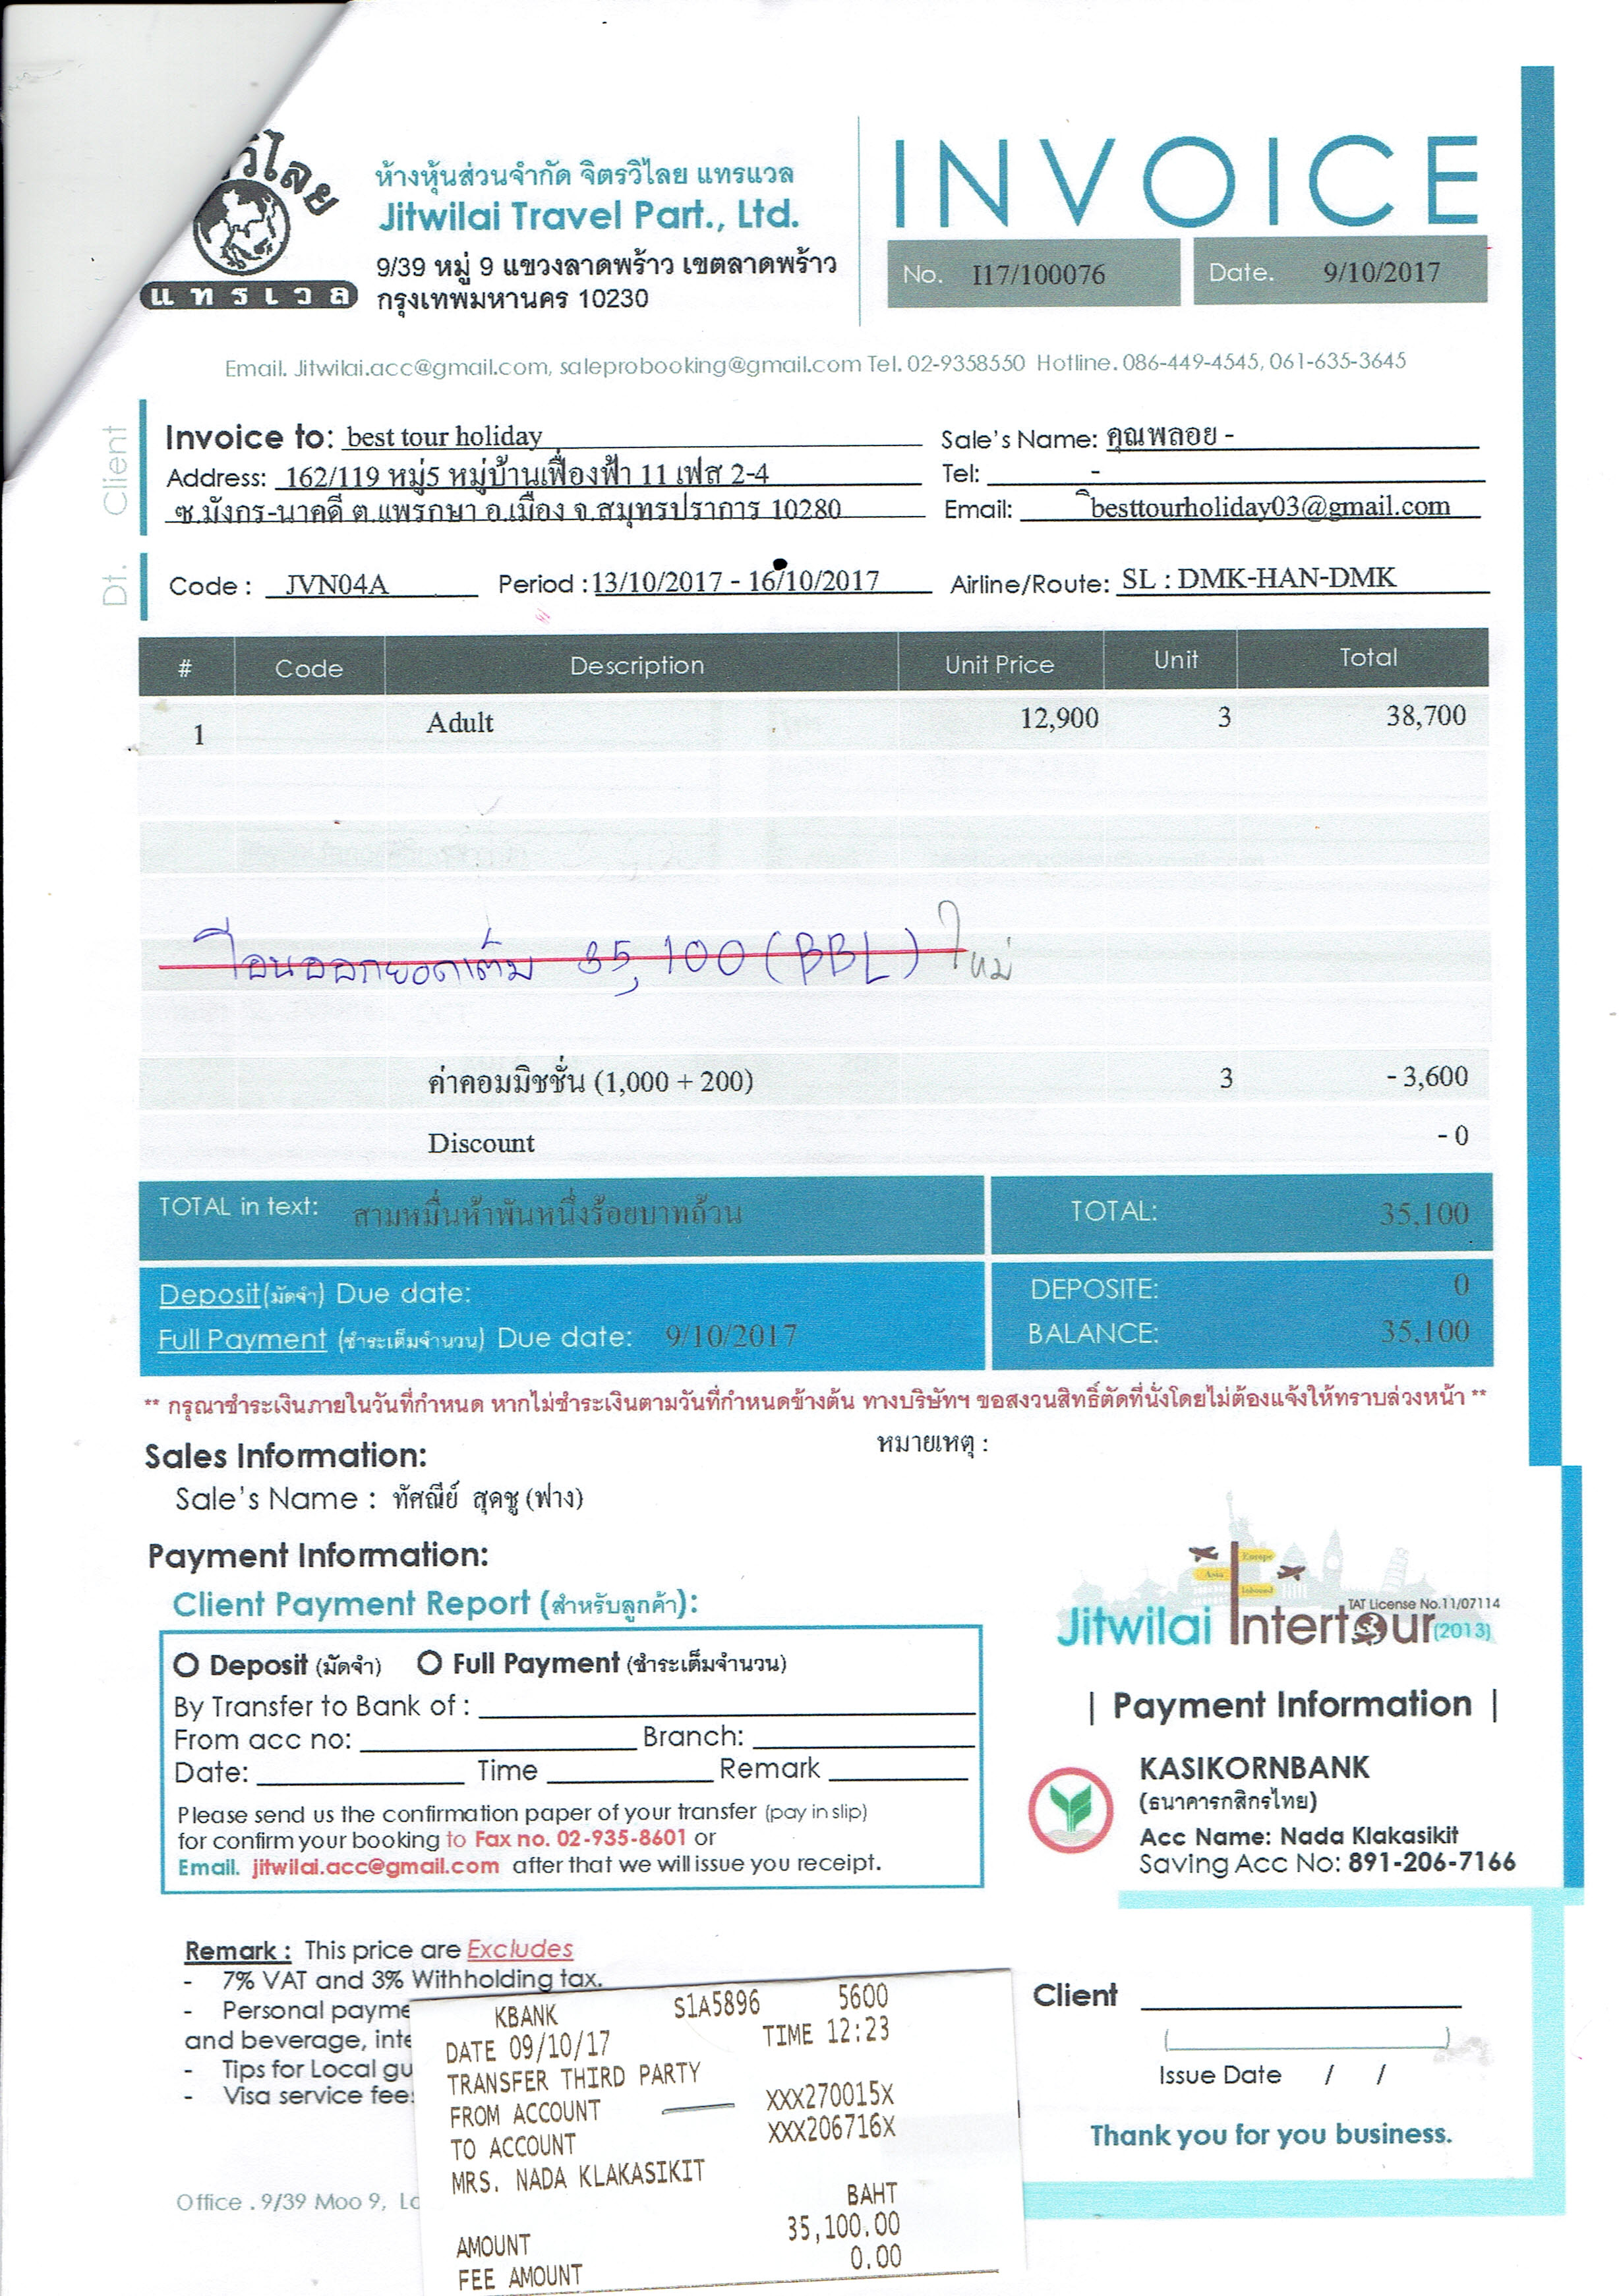 วิไลย
แทรเวล
ห้างหุ้นส่วนจำกัด จิตรวิไลย แทรแวล
Jitwilai Travel Part., Ltd.
9/39 หมู่ 9 แขวงลาดพร้าว เขตลาดพร้าว
กรุงเทพมหานคร 10230
INVOICE
No. I17/100076 Date. 9/10/2017
Email. Jitwilai.acc@gmail.com, saleprobooking@gmail.com Tel. 02-9358550 Hotline. 086-449-4545, 061-635-3645
Client
Invoice to: best tour holiday Sale's Name: คุณพลอย -
Address: 162/119 หมู่5 หมู่บ้านเฟื่องฟ้า 11 เฟส 2-4 Tel: -
ซ.มังกร-นาคดี ต.แพรกษา อ.เมือง จ.สมุทรปราการ 10280 Email: besttourholiday03@gmail.com
Dt.
Code : JVN04A Period : 13/10/2017 - 16/10/2017 Airline/Route: SL : DMK-HAN-DMK
# Code Description Unit Price Unit Total
1 Adult 12,900 3 38,700
โอนออกยอดเต็ม 35,100 (BBL) ใหม่
ค่าคอมมิชชั่น (1,000 + 200) 3 - 3,600
Discount - 0
TOTAL in text: สามหมื่นห้าพันหนึ่งร้อยบาทถ้วน TOTAL: 35,100
Deposit(มัดจำ) Due date: DEPOSITE: 0
Full Payment (ชำระเต็มจำนวน) Due date: 9/10/2017 BALANCE: 35,100
** กรุณาชำระเงินภายในวันที่กำหนด หากไม่ชำระเงินตามวันที่กำหนดข้างต้น ทางบริษัทฯ ขอสงวนสิทธิ์ตัดที่นั่งโดยไม่ต้องแจ้งให้ทราบล่วงหน้า **
Sales Information: หมายเหตุ :
Sale's Name : ทัศณีย์ สุดชู (ฟาง)
Payment Information:
Client Payment Report (สำหรับลูกค้า):
O Deposit (มัดจำ) O Full Payment (ชำระเต็มจำนวน)
By Transfer to Bank of :
From acc no: Branch:
Date: Time Remark
Please send us the confirmation paper of your transfer (pay in slip)
for confirm your booking to Fax no. 02-935-8601 or
Email. jitwilai.acc@gmail.com after that we will issue you receipt.
Europe
Asia
Inbound
TAT License No.11/07114
Jitwilai Intertour (2013)
| Payment Information |
KASIKORNBANK
(ธนาคารกสิกรไทย)
Acc Name: Nada Klakasikit
Saving Acc No: 891-206-7166
Remark : This price are Excludes
- 7% VAT and 3% Withholding tax.
- Personal payme
and beverage, inte
- Tips for Local gu
- Visa service fee
Office . 9/39 Moo 9, Lo
KBANK S1A5896 5600
DATE 09/10/17 TIME 12:23
TRANSFER THIRD PARTY
FROM ACCOUNT XXX270015X
TO ACCOUNT XXX206716X
MRS. NADA KLAKASIKIT
BAHT
AMOUNT 35,100.00
FEE AMOUNT 0.00
Client
( )
Issue Date / /
Thank you for you business.